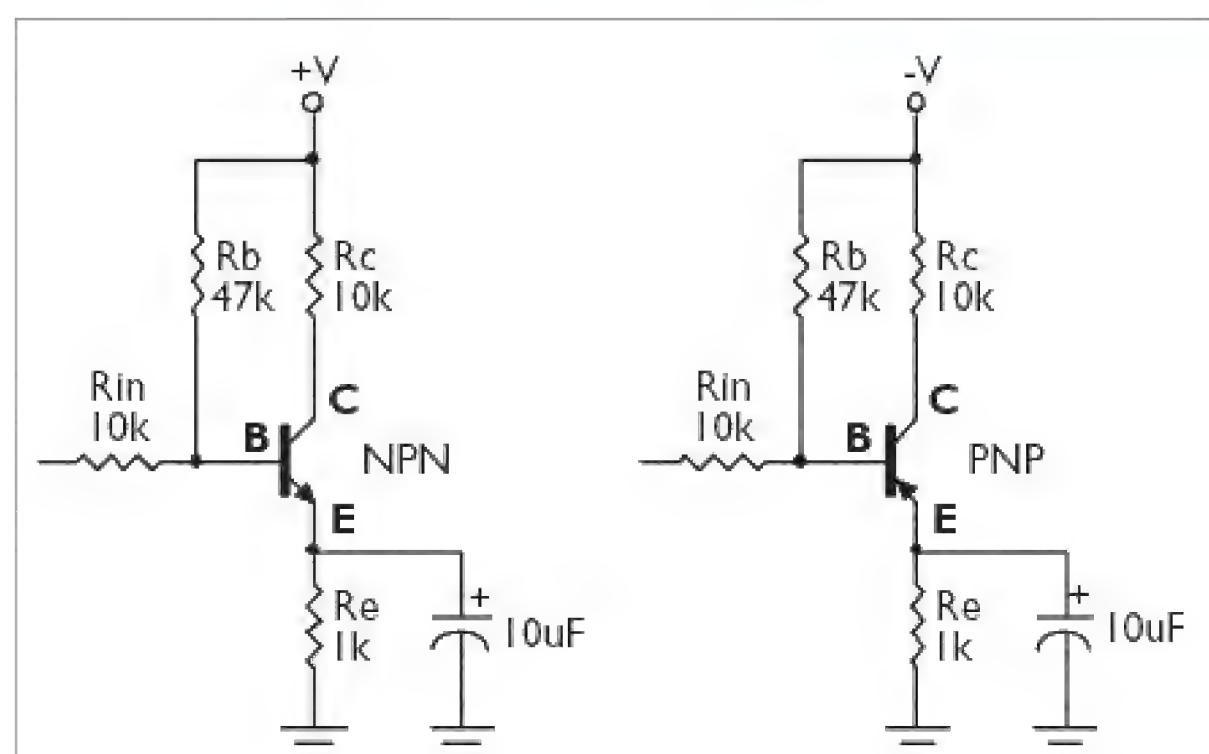 +V
Rb
47k
Rc
10k
Rin
10k
C
B
NPN
E
Re
1k
+
10uF
-V
Rb
47k
Rc
10k
Rin
10k
C
B
PNP
E
Re
1k
+
10uF